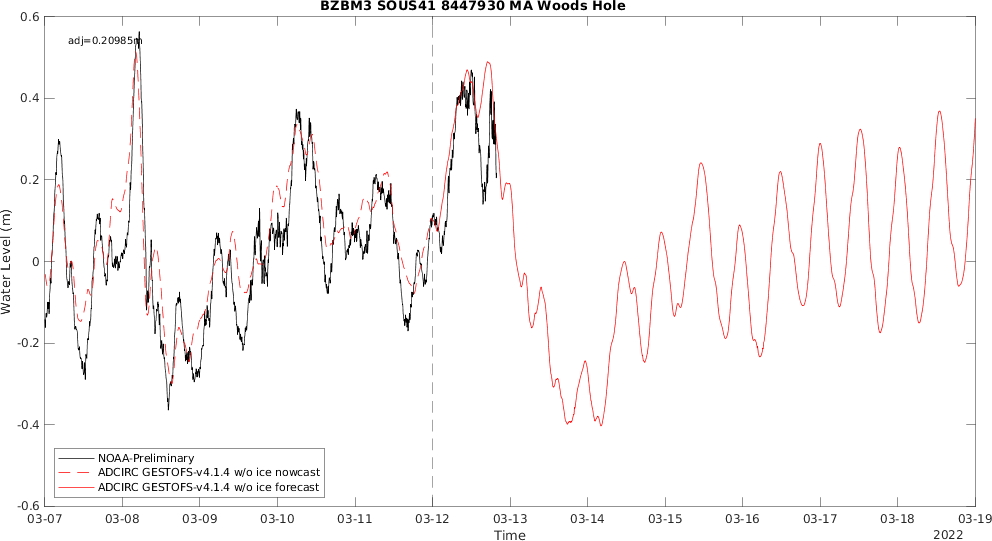 BZBM3 SOUS41 8447930 MA Woods Hole
adj=0.20985m
Water Level (m)
0.6
0.4
0.2
0
-0.2
-0.4
-0.6
NOAA-Preliminary
ADCIRC GESTOFS-v4.1.4 w/o ice nowcast
ADCIRC GESTOFS-v4.1.4 w/o ice forecast
03-07 03-08 03-09 03-10 03-11 03-12 03-13 03-14 03-15 03-16 03-17 03-18 03-19
Time
2022